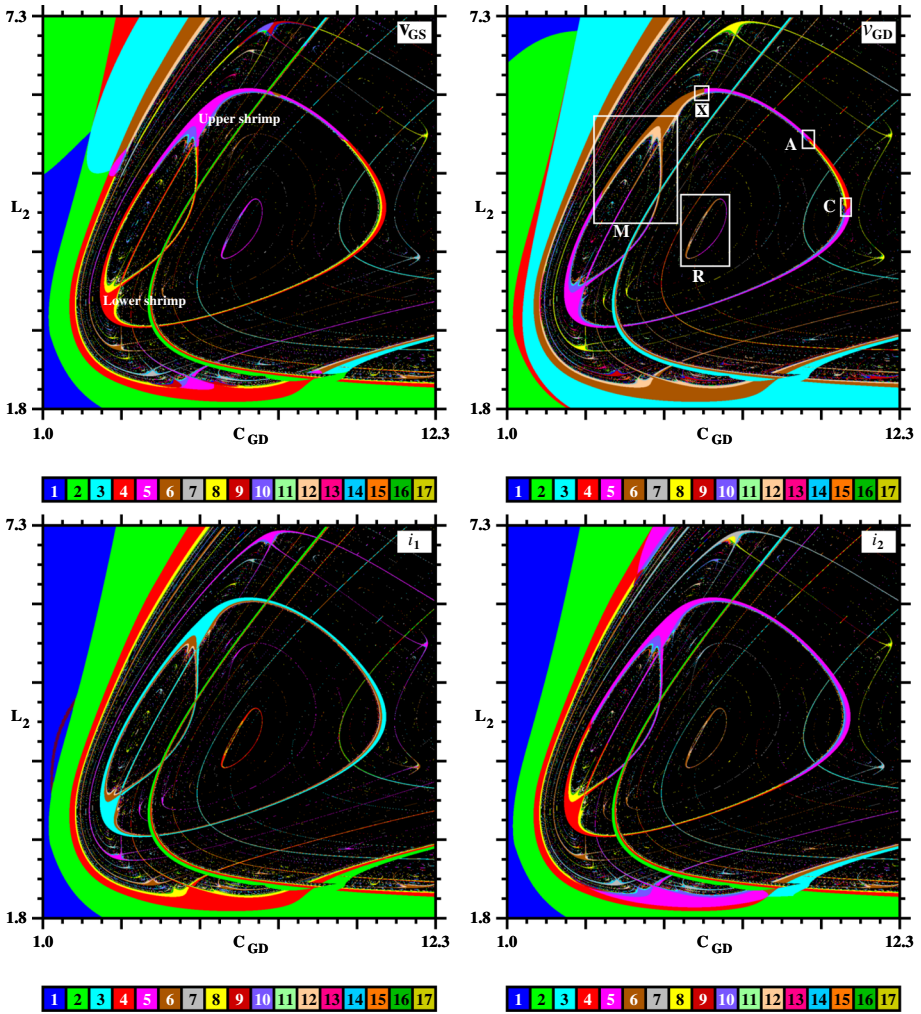 7.3 v_GS v_GD
Upper shrimp X
A
L_2 L_2 C
M
R
Lower shrimp
1.8 1.8
1.0 C_GD 12.3 1.0 C_GD 12.3
1 2 3 4 5 6 7 8 9 10 11 12 13 14 15 16 17 1 2 3 4 5 6 7 8 9 10 11 12 13 14 15 16 17
7.3 i_1 7.3 i_2
L_2 L_2
1.8 1.8
1.0 C_GD 12.3 1.0 C_GD 12.3
1 2 3 4 5 6 7 8 9 10 11 12 13 14 15 16 17 1 2 3 4 5 6 7 8 9 10 11 12 13 14 15 16 17